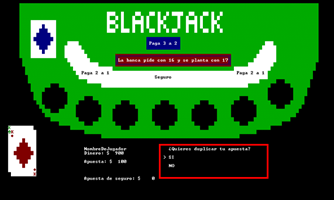 BLACKJACK
Paga 3 a 2
La banca pide con 16 y se planta con 17
Paga 2 a 1
Paga 2 a 1
Seguro
NombreDeJugador
Dinero: $ 900
Apuesta: $ 100
Apuesta de seguro: $ 0
¿Quieres duplicar tu apuesta?
> SI
NO